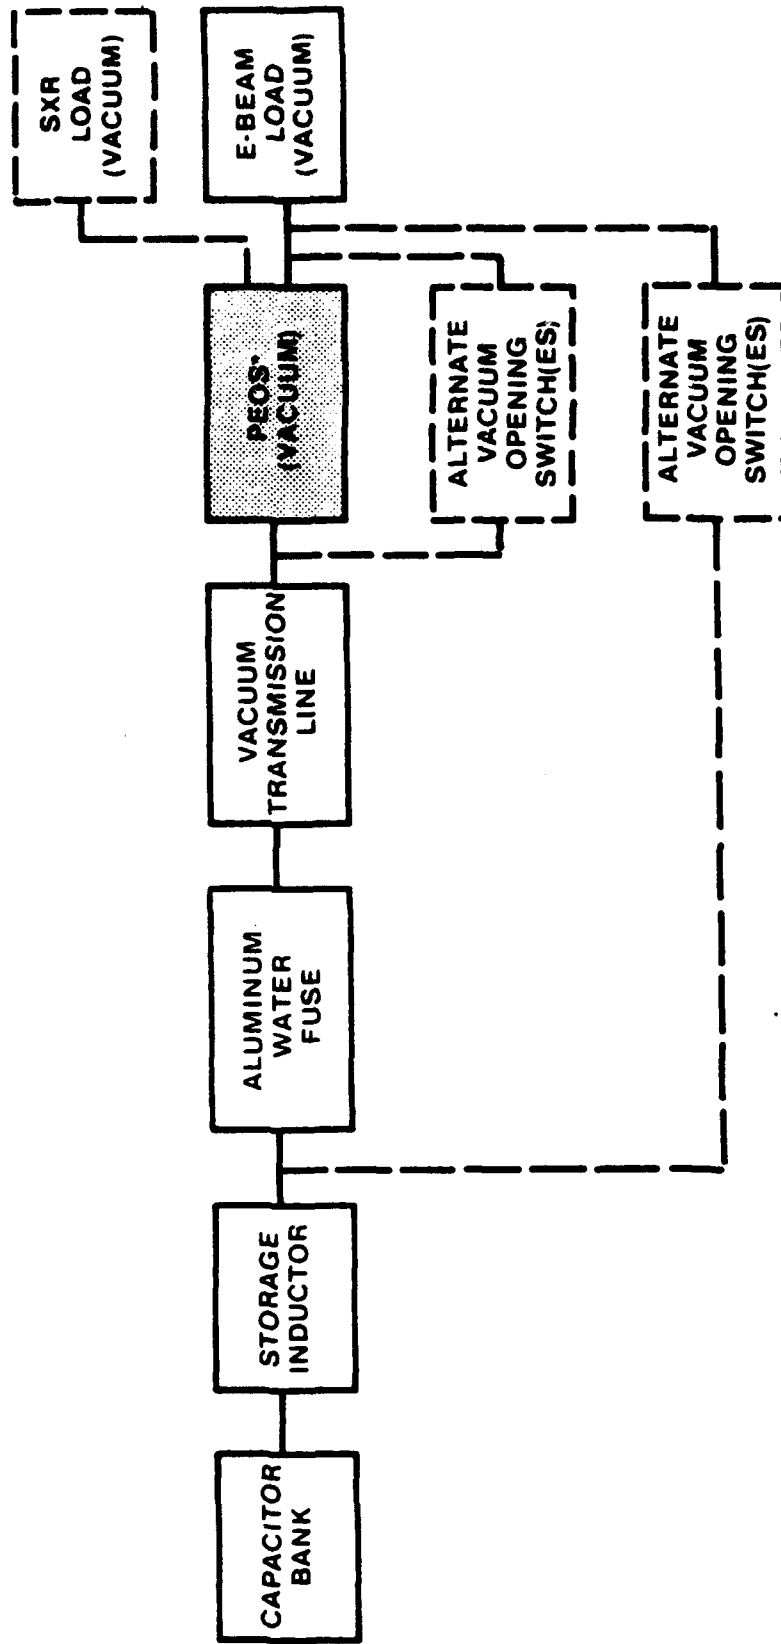 CAPACITOR
BANK
STORAGE
INDUCTOR
ALUMINUM
WATER
FUSE
VACUUM
TRANSMISSION
LINE
PEOS*
(VACUUM)
SXR
LOAD
(VACUUM)
E-BEAM
LOAD
(VACUUM)
ALTERNATE
VACUUM
OPENING
SWITCH(ES)
ALTERNATE
VACUUM
OPENING
SWITCH(ES)